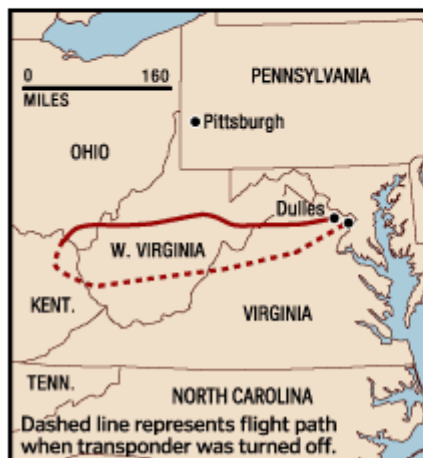 0 160
MILES
PENNSYLVANIA
Pittsburgh
OHIO
Dulles
W. VIRGINIA
KENT.
VIRGINIA
TENN.
NORTH CAROLINA
Dashed line represents flight path
when transponder was turned off.